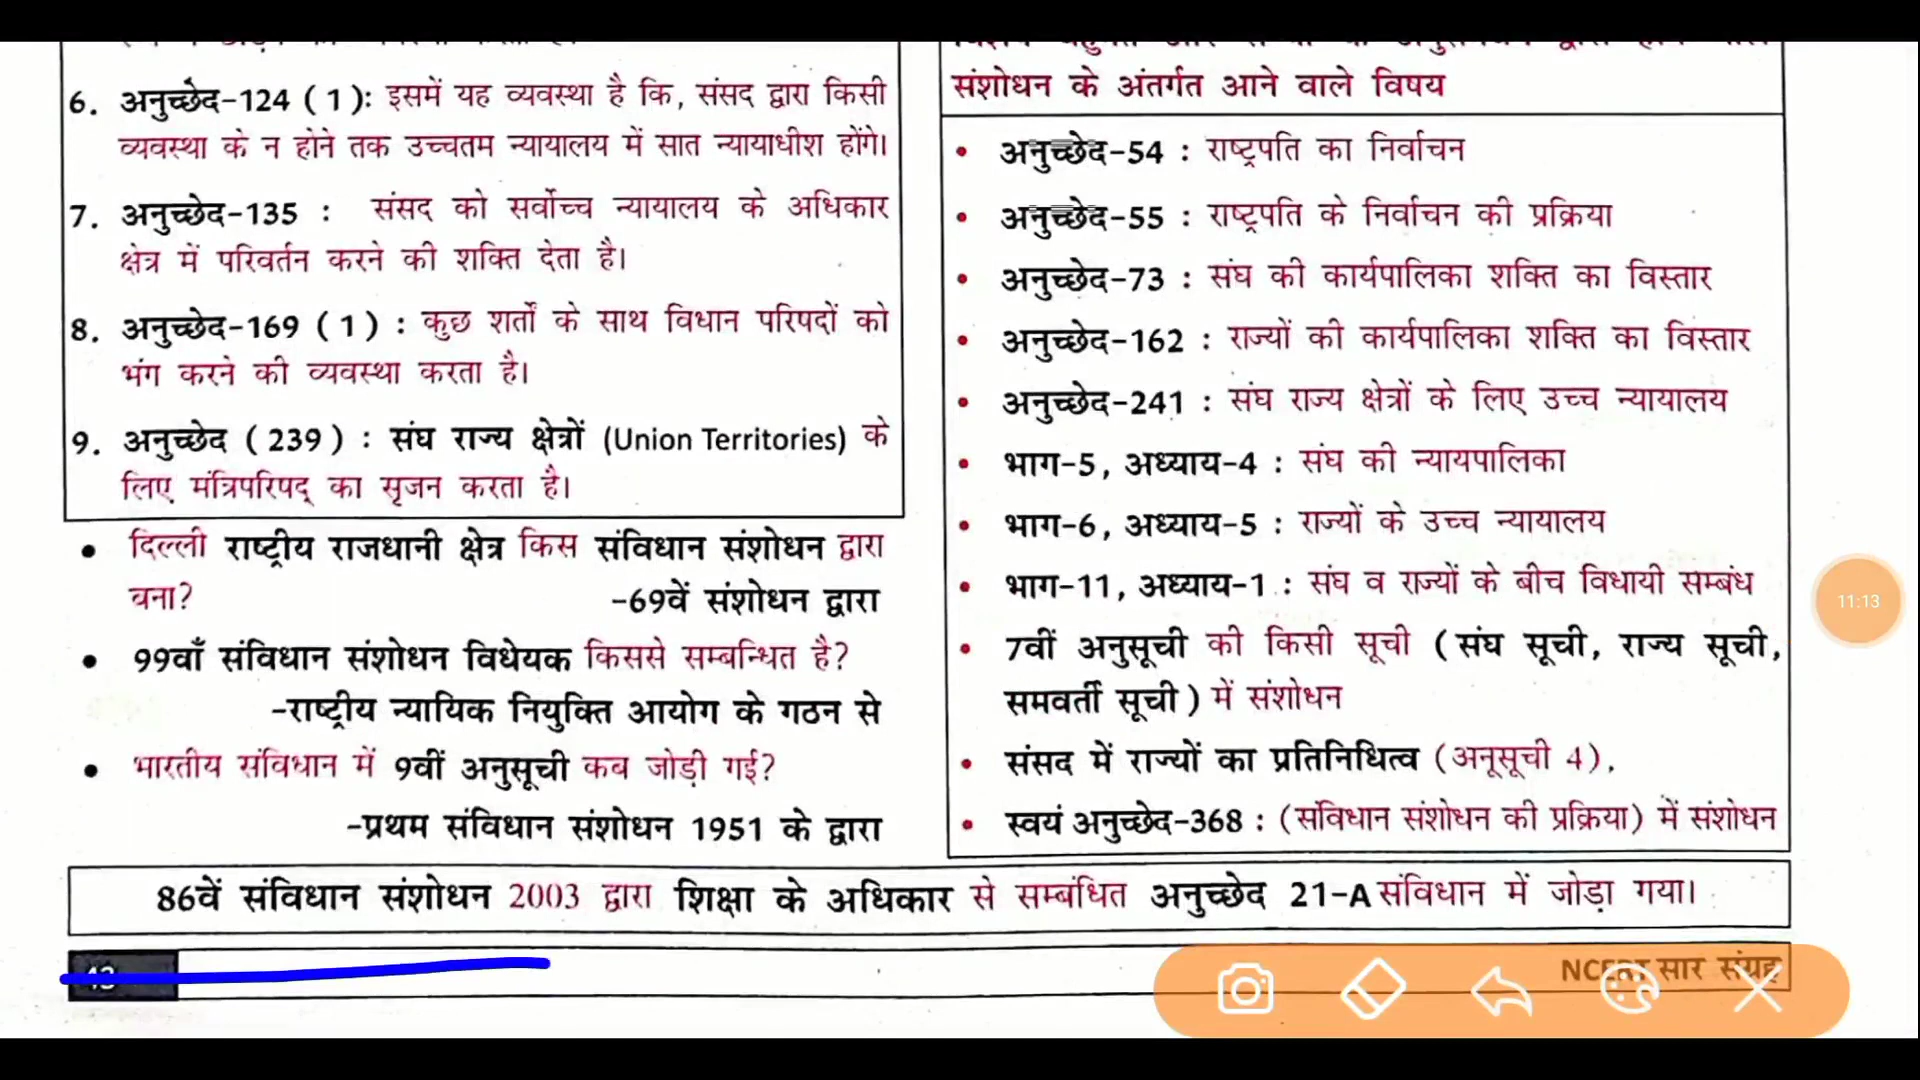 6. अनुच्छेद-124 ( 1 ): इसमें यह व्यवस्था है कि, संसद द्वारा किसी
व्यवस्था के न होने तक उच्चतम न्यायालय में सात न्यायाधीश होंगे।
7. अनुच्छेद-135 : संसद को सर्वोच्च न्यायालय के अधिकार
क्षेत्र में परिवर्तन करने की शक्ति देता है।
8. अनुच्छेद-169 ( 1 ) : कुछ शर्तों के साथ विधान परिषदों को
भंग करने की व्यवस्था करता है।
9. अनुच्छेद ( 239 ) : संघ राज्य क्षेत्रों (Union Territories) के
लिए मंत्रिपरिषद् का सृजन करता है।
• दिल्ली राष्ट्रीय राजधानी क्षेत्र किस संविधान संशोधन द्वारा
बना? -69वें संशोधन द्वारा
• 99वाँ संविधान संशोधन विधेयक किससे सम्बन्धित है?
-राष्ट्रीय न्यायिक नियुक्ति आयोग के गठन से
• भारतीय संविधान में 9वीं अनुसूची कब जोड़ी गई?
-प्रथम संविधान संशोधन 1951 के द्वारा
संशोधन के अंतर्गत आने वाले विषय
• अनुच्छेद-54 : राष्ट्रपति का निर्वाचन
• अनुच्छेद-55 : राष्ट्रपति के निर्वाचन की प्रक्रिया
• अनुच्छेद-73 : संघ की कार्यपालिका शक्ति का विस्तार
• अनुच्छेद-162 : राज्यों की कार्यपालिका शक्ति का विस्तार
• अनुच्छेद-241 : संघ राज्य क्षेत्रों के लिए उच्च न्यायालय
• भाग-5, अध्याय-4 : संघ की न्यायपालिका
• भाग-6, अध्याय-5 : राज्यों के उच्च न्यायालय
• भाग-11, अध्याय-1 : संघ व राज्यों के बीच विधायी सम्बंध
• 7वीं अनुसूची की किसी सूची ( संघ सूची, राज्य सूची,
समवर्ती सूची ) में संशोधन
• संसद में राज्यों का प्रतिनिधित्व (अनूसूची 4),
• स्वयं अनुच्छेद-368 : (संविधान संशोधन की प्रक्रिया) में संशोधन
86वें संविधान संशोधन 2003 द्वारा शिक्षा के अधिकार से सम्बंधित अनुच्छेद 21-A संविधान में जोड़ा गया।
NCERT सार संग्रह
11:13